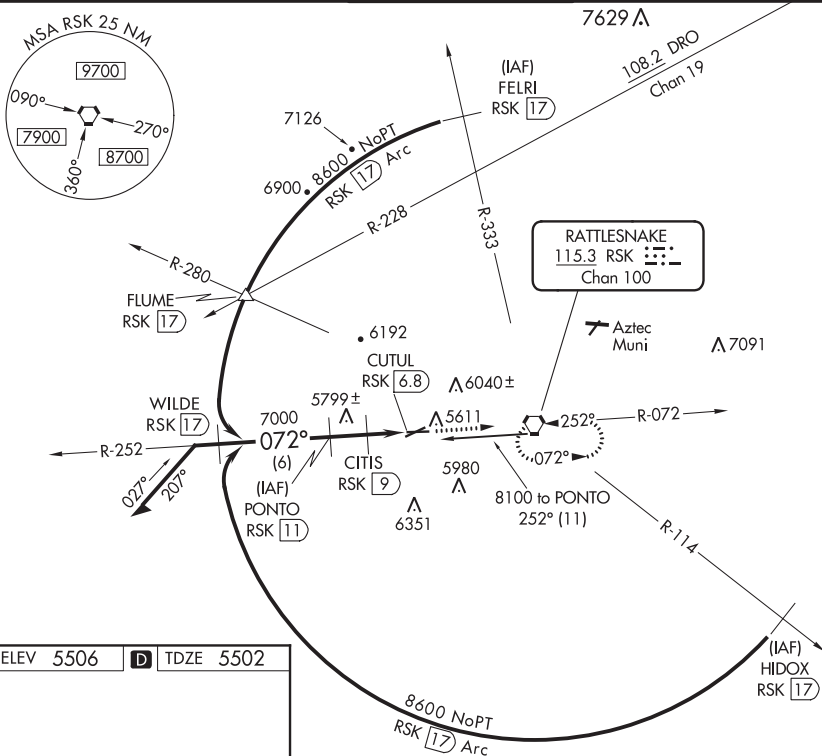 MSA RSK 25 NM
9700
090°
270°
7900
8700
360°
7629
108.2 DRO
Chan 19
(IAF)
FELRI
RSK 17
7126
8600 NoPT
RSK 17 Arc
6900
R-228
R-333
R-280
RATTLESNAKE
115.3 RSK
Chan 100
FLUME
RSK 17
6192
Aztec
Muni
7091
CUTUL
RSK 6.8
6040±
5799±
5611
WILDE
RSK 17
7000
072°
(6)
252°
R-072
072°
R-252
027°
207°
(IAF)
PONTO
RSK 11
CITIS
RSK 9
5980
6351
8100 to PONTO
252° (11)
R-114
(IAF)
HIDOX
RSK 17
ELEV 5506 D TDZE 5502
8600 NoPT
RSK 17 Arc